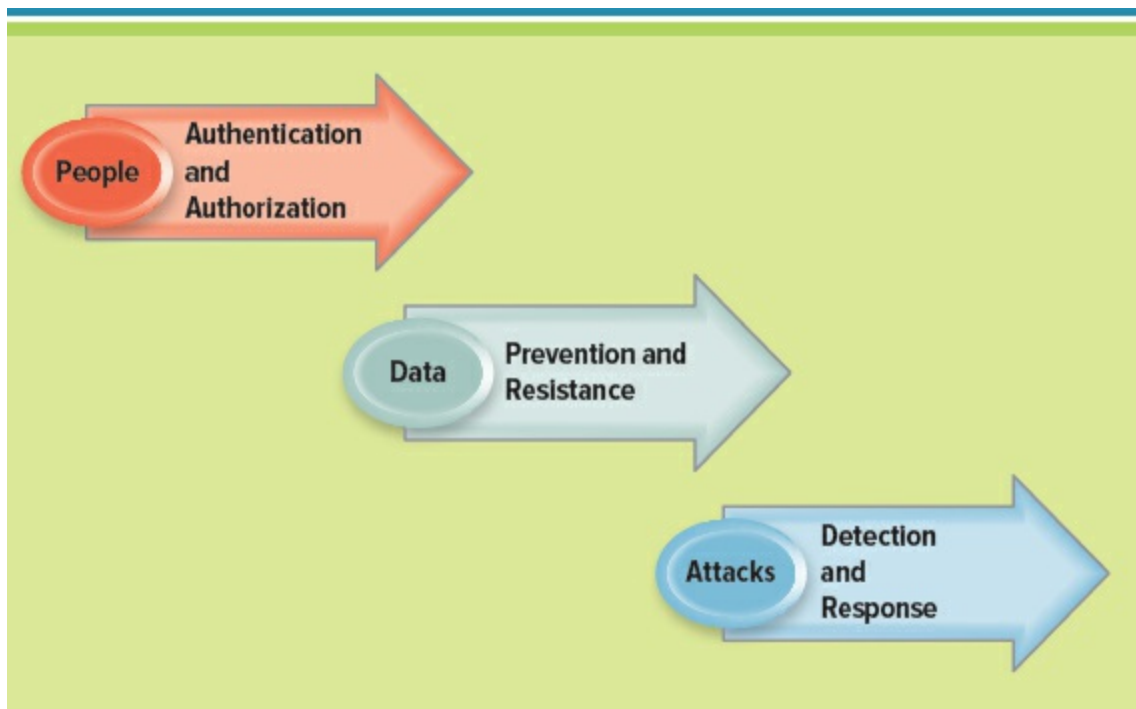 People
Authentication
and
Authorization
Data
Prevention and
Resistance
Attacks
Detection
and
Response